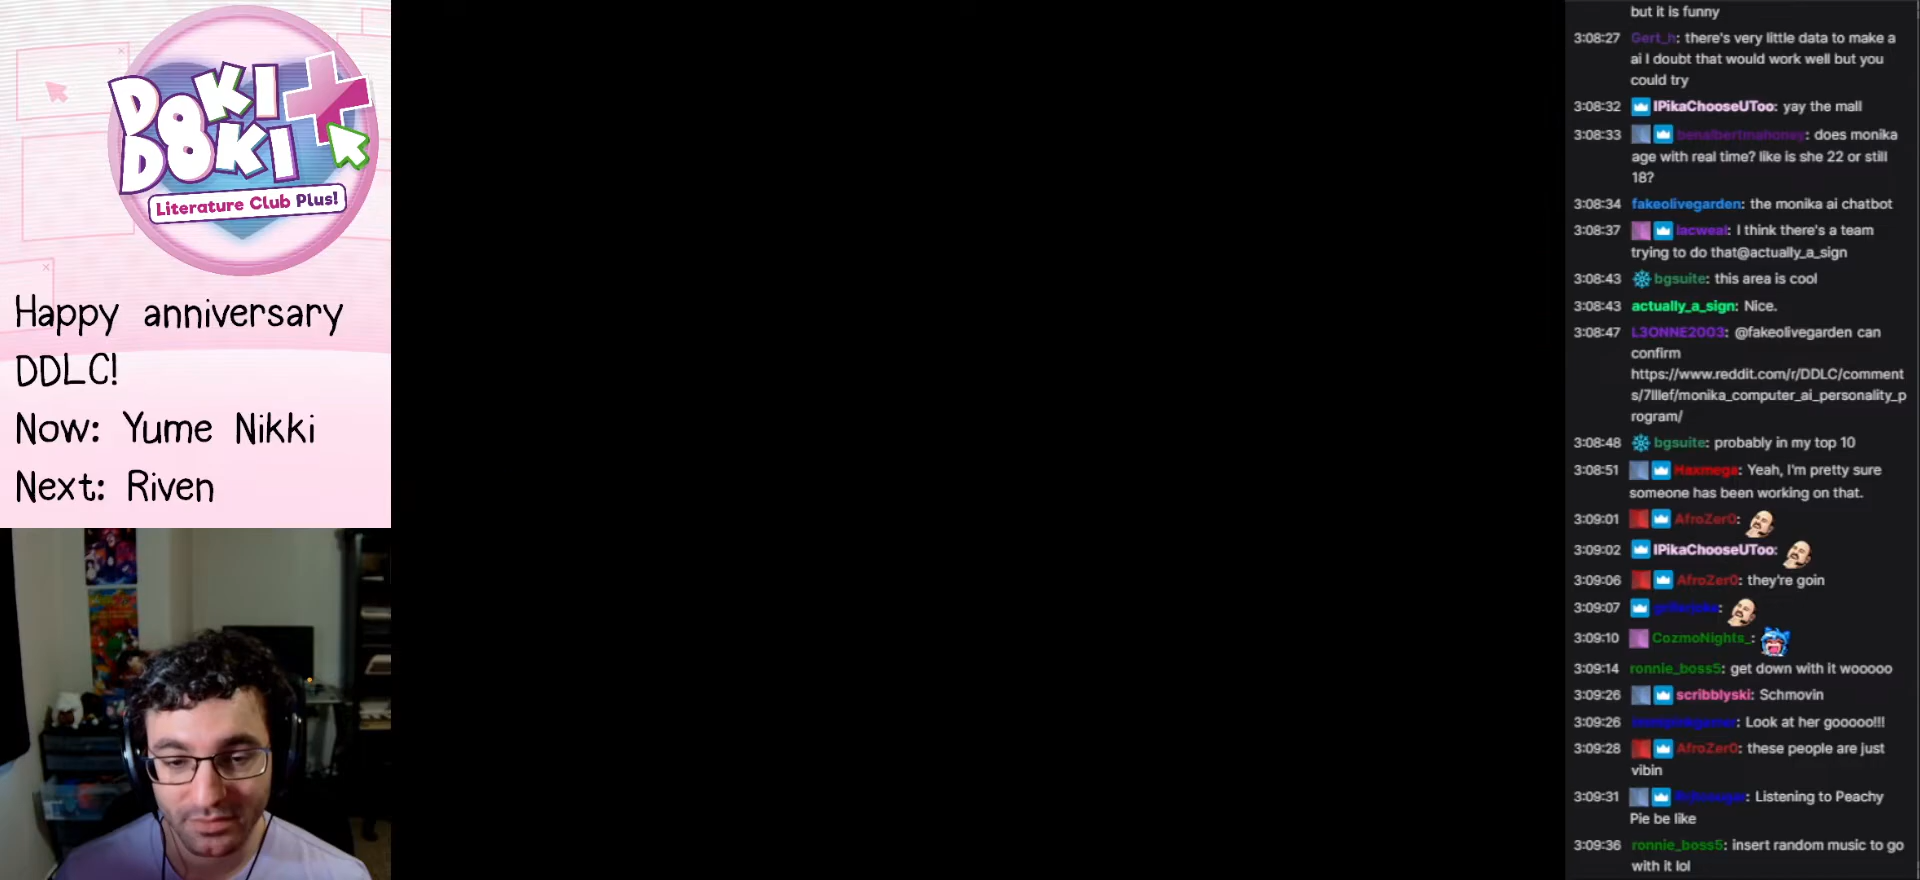 DOKI
DOKI
Literature Club Plus!
Happy anniversary
DDLC!
Now: Yume Nikki
Next: Riven
but it is funny
3:08:27 Gert_h: there's very little data to make a
ai I doubt that would work well but you
could try
3:08:32 IPikaChooseUToo: yay the mall
3:08:33 benalbertmahoney: does monika
age with real time? like is she 22 or still
18?
3:08:34 fakeolivegarden: the monika ai chatbot
3:08:37 lacweal: I think there's a team
trying to do that@actually_a_sign
3:08:43 bgsuite: this area is cool
3:08:43 actually_a_sign: Nice.
3:08:47 L3ONNE2003: @fakeolivegarden can
confirm
https://www.reddit.com/r/DDLC/comment
s/7lllef/monika_computer_ai_personality_p
rogram/
3:08:48 bgsuite: probably in my top 10
3:08:51 Haxmega: Yeah, I'm pretty sure
someone has been working on that.
3:09:01 AfroZer0:
3:09:02 IPikaChooseUToo:
3:09:06 AfroZer0: they're goin
3:09:07
3:09:10 CozmoNights_:
3:09:14 ronnie_boss5: get down with it wooooo
3:09:26 scribblyski: Schmovin
3:09:26 : Look at her gooooo!!!
3:09:28 AfroZer0: these people are just
vibin
3:09:31 : Listening to Peachy
Pie be like
3:09:36 ronnie_boss5: insert random music to go
with it lol